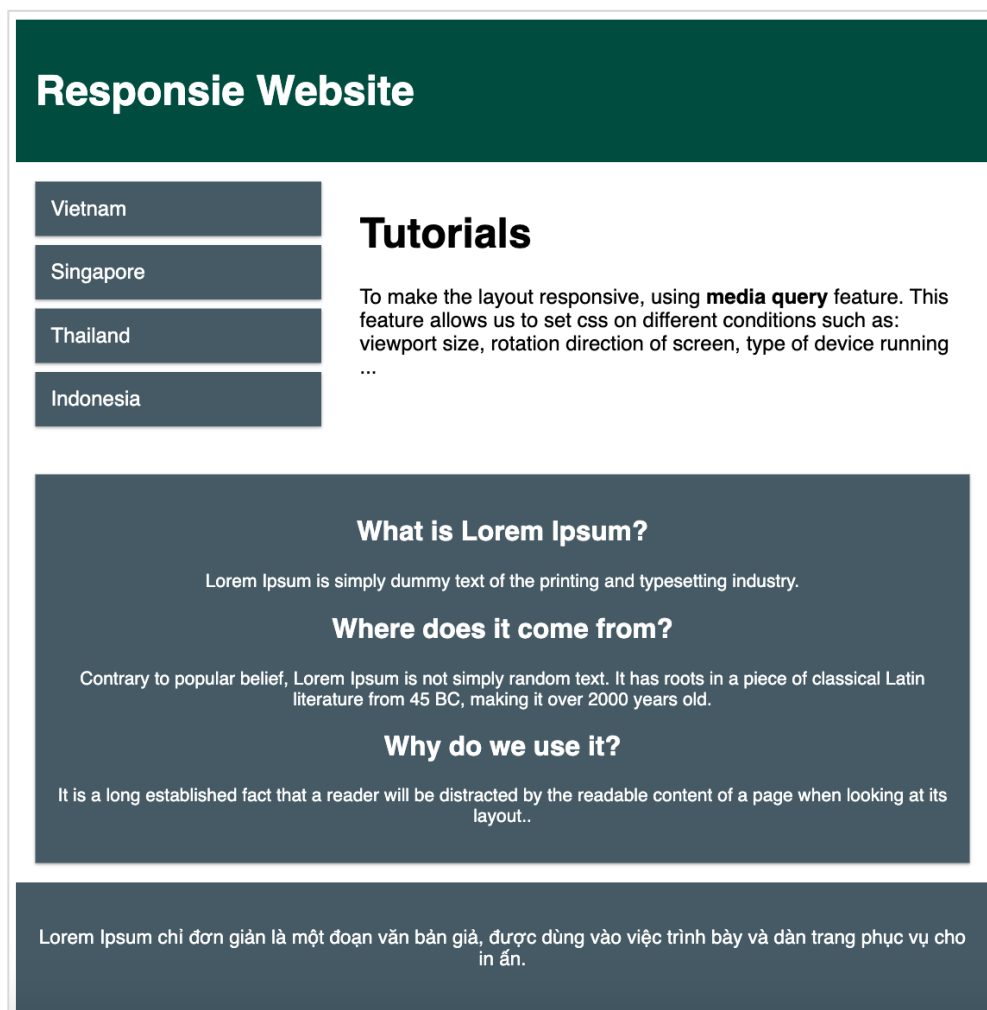 Responsie Website
Vietnam
Singapore
Thailand
Indonesia
Tutorials
To make the layout responsive, using media query feature. This
feature allows us to set css on different conditions such as:
viewport size, rotation direction of screen, type of device running
...
What is Lorem Ipsum?
Lorem Ipsum is simply dummy text of the printing and typesetting industry.
Where does it come from?
Contrary to popular belief, Lorem Ipsum is not simply random text. It has roots in a piece of classical Latin
literature from 45 BC, making it over 2000 years old.
Why do we use it?
It is a long established fact that a reader will be distracted by the readable content of a page when looking at its
layout..
Lorem Ipsum chỉ đơn giản là một đoạn văn bản giả, được dùng vào việc trình bày và dàn trang phục vụ cho
in ấn.